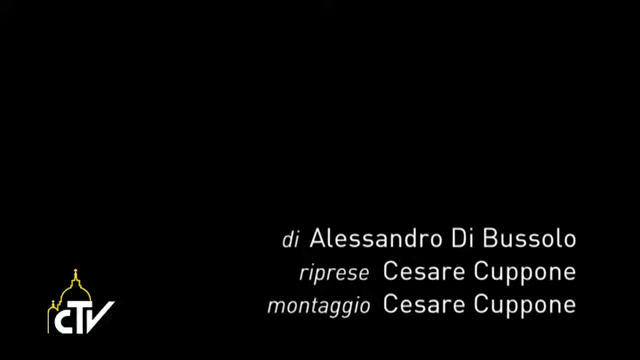 di Alessandro Di Bussolo
riprese Cesare Cuppone
montaggio Cesare Cuppone
CTV